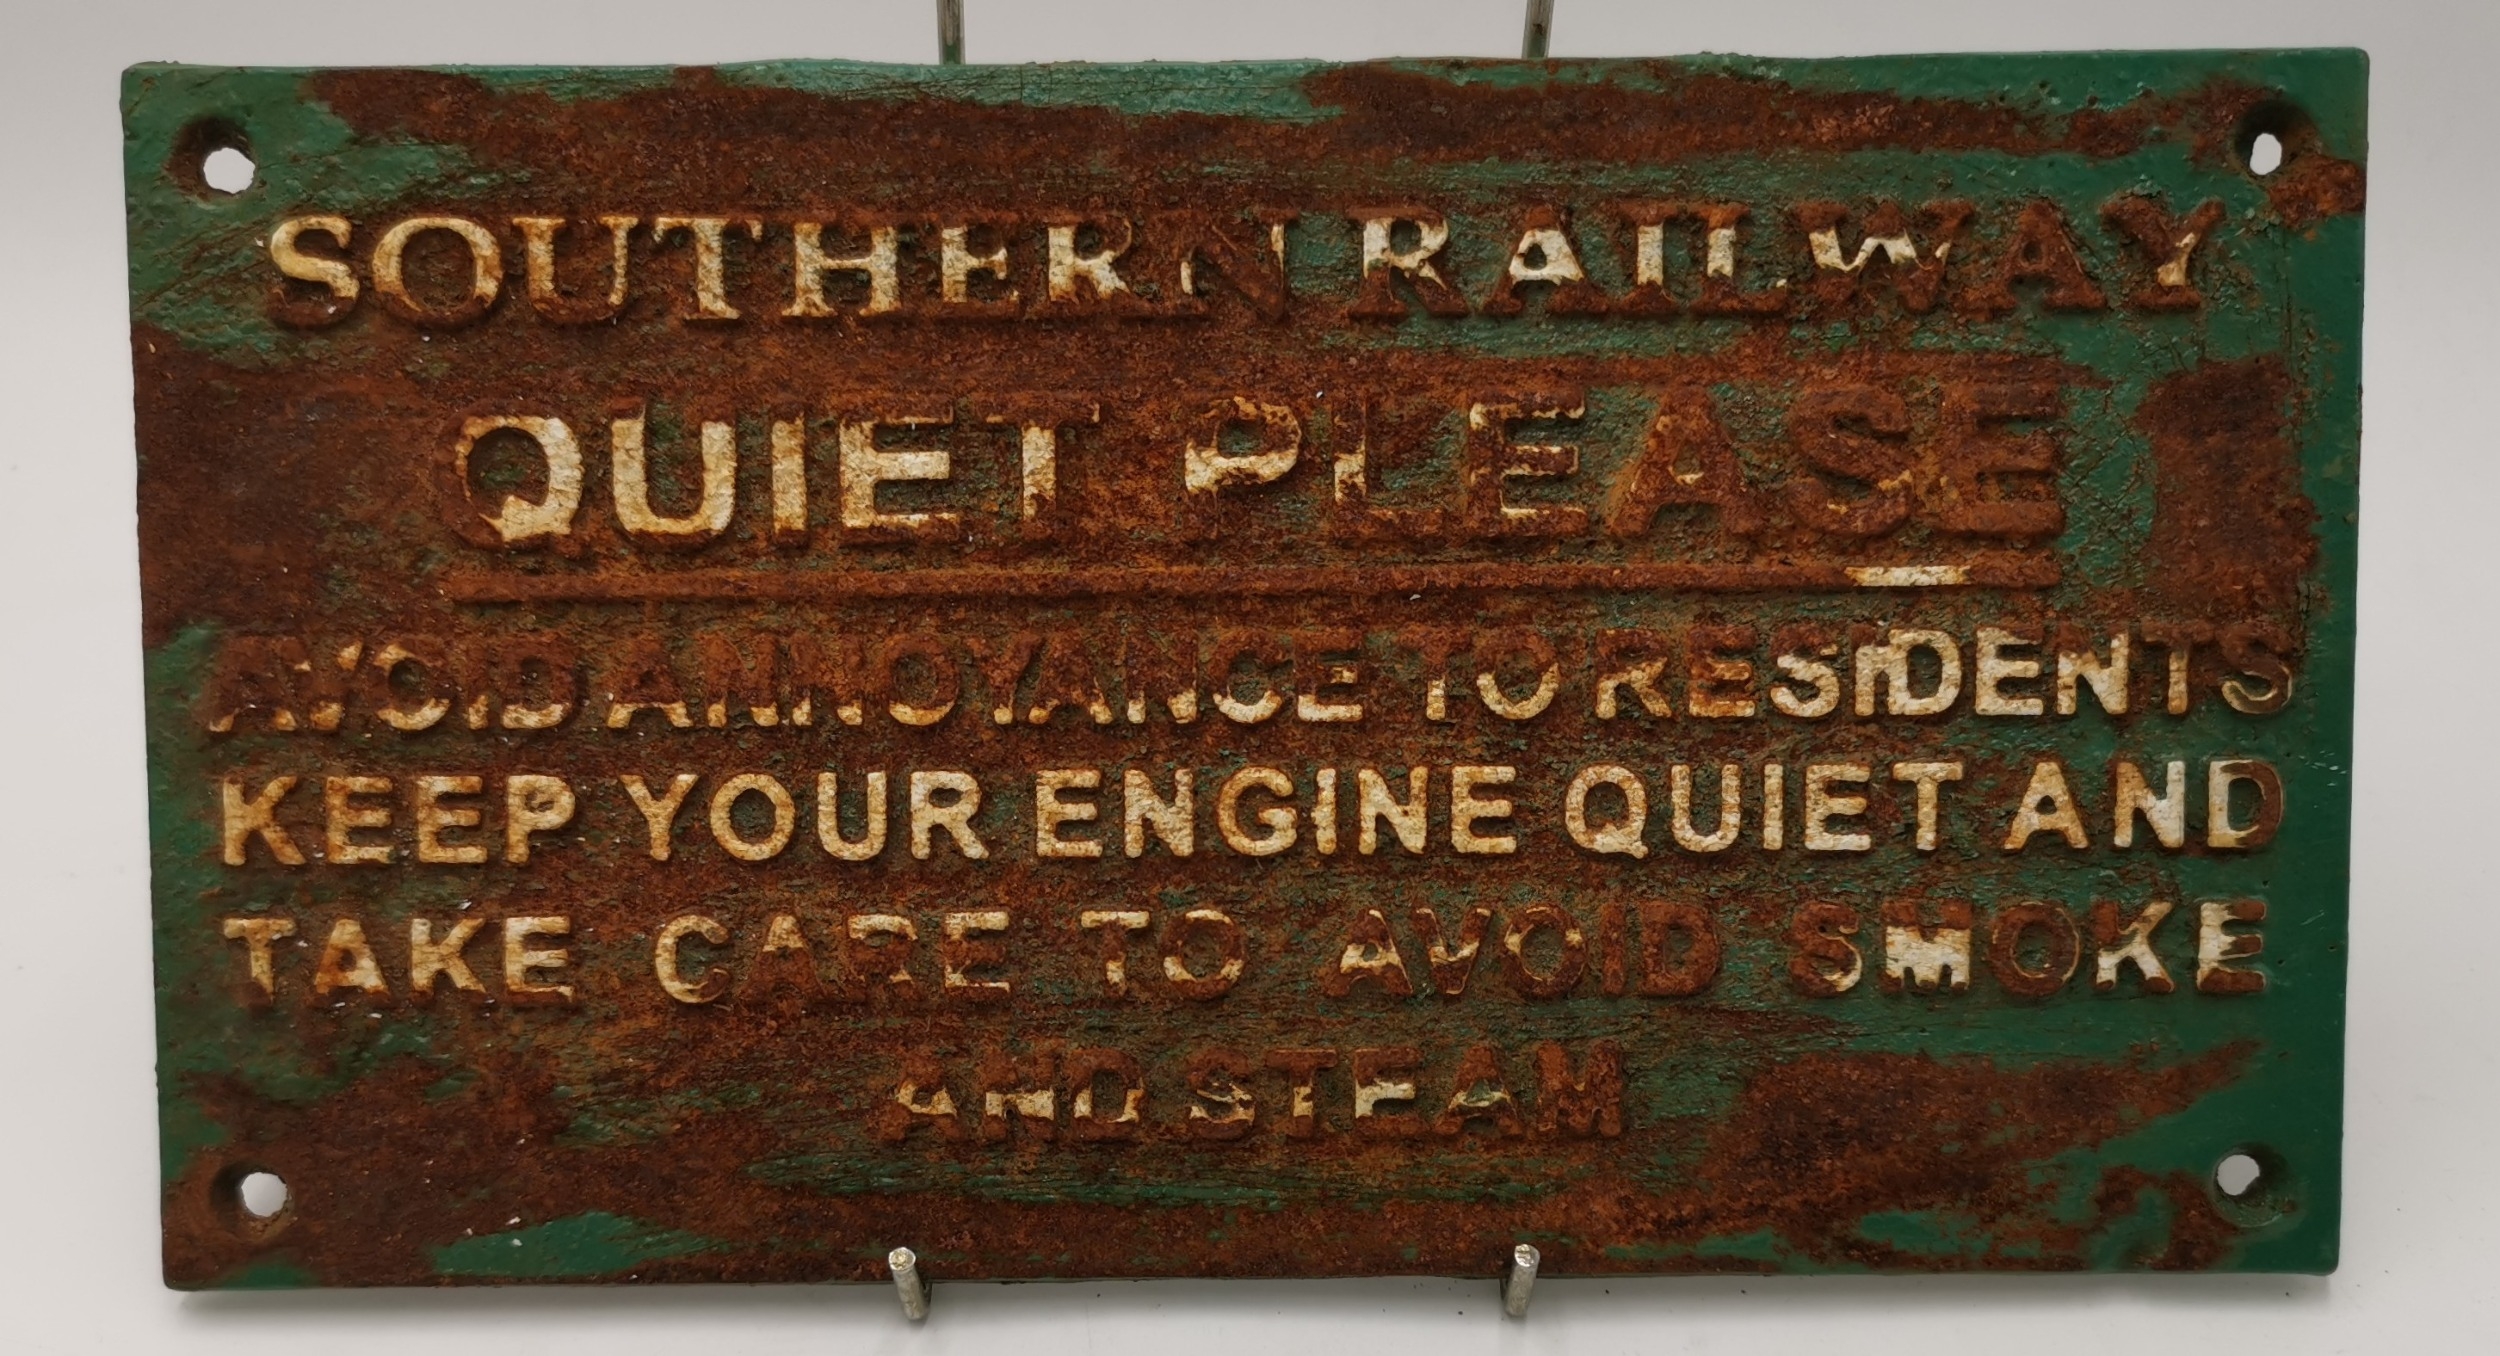 SOUTHERN RAILWAY
QUIET PLEASE
AVOID ANNOYANCE TO RESIDENTS
KEEP YOUR ENGINE QUIET AND
TAKE CARE TO AVOID SMOKE
AND STEAM